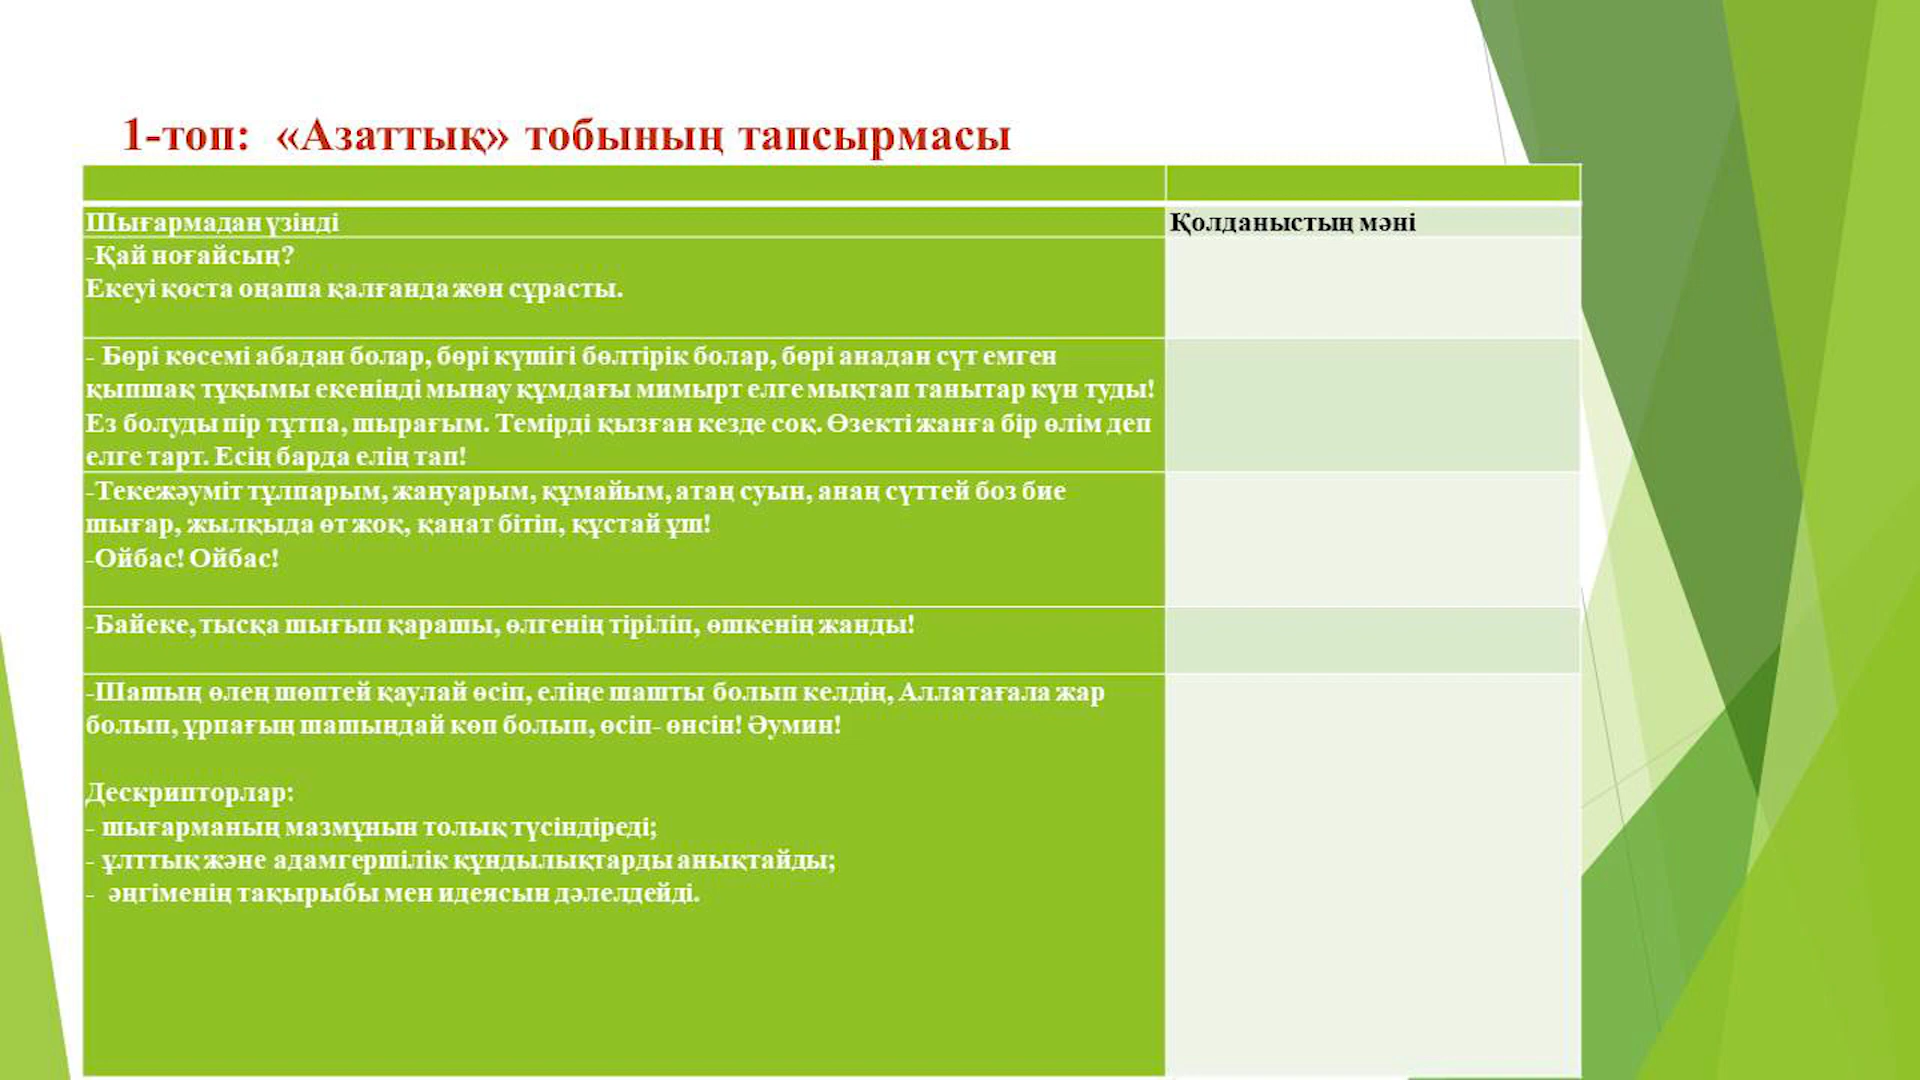 1-топ: «Азаттық» тобының тапсырмасы
Шығармадан үзінді
Қолданыстың мәні
-Қай ноғайсың?
Екеуі қоста оңаша қалғанда жөн сұрасты.
- Бөрі көсемі абадан болар, бөрі күшігі бөлтірік болар, бөрі анадан сүт емген
қыпшақ тұқымы екеніңді мынау құмдағы мимырт елге мықтап танытар күн туды!
Ез болуды пір тұтпа, шырағым. Темірді қызған кезде соқ. Өзекті жанға бір өлім деп
елге тарт. Есің барда елің тап!
-Текежәуміт тұлпарым, жануарым, құмайым, атаң суын, анаң сүттей боз бие
шығар, жылқыда өт жоқ, қанат бітіп, құстай ұш!
-Ойбас! Ойбас!
-Байеке, тысқа шығып қарашы, өлгенің тіріліп, өшкенің жанды!
-Шашың өлең шөптей қаулай өсіп, еліңе шашты болып келдің, Аллатағала жар
болып, ұрпағың шашыңдай көп болып, өсіп- өнсін! Әумин!
Дескрипторлар:
- шығарманың мазмұнын толық түсіндіреді;
- ұлттық және адамгершілік құндылықтарды анықтайды;
- әңгіменің тақырыбы мен идеясын дәлелдейді.